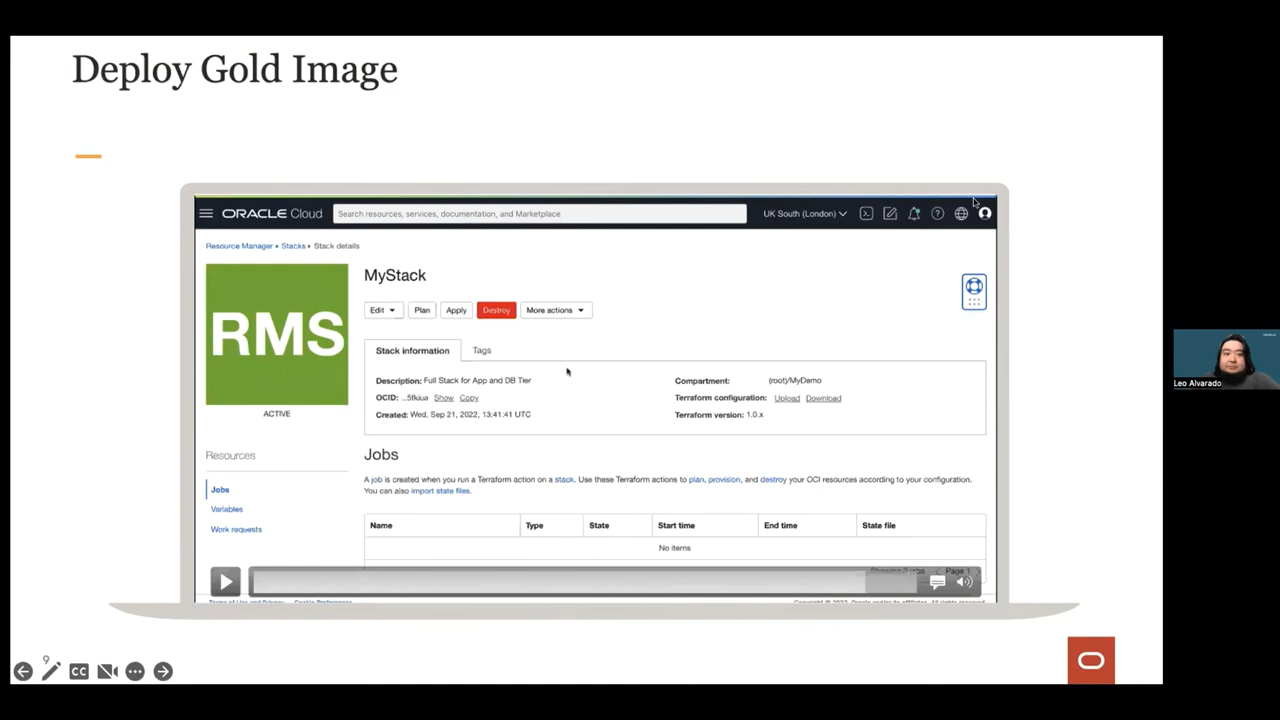 Deploy Gold Image
ORACLE Cloud
Search resources, services, documentation, and Marketplace
UK South (London)
Resource Manager » Stacks » Stack details
RMS
ACTIVE
MyStack
Edit
Plan
Apply
Destroy
More actions
Stack information
Tags
Description: Full Stack for App and DB Tier
OCID: ...5fkiua Show Copy
Created: Wed, Sep 21, 2022, 13:41:41 UTC
Compartment: (root)/MyDemo
Terraform configuration: Upload Download
Terraform version: 1.0.x
Resources
Jobs
Variables
Work requests
Jobs
A job is created when you run a Terraform action on a stack. Use these Terraform actions to plan, provision, and destroy your OCI resources according to your configuration.
You can also import state files.
Name Type State Start time End time State file
No items
Page 1
Leo Alvarado
9
CC